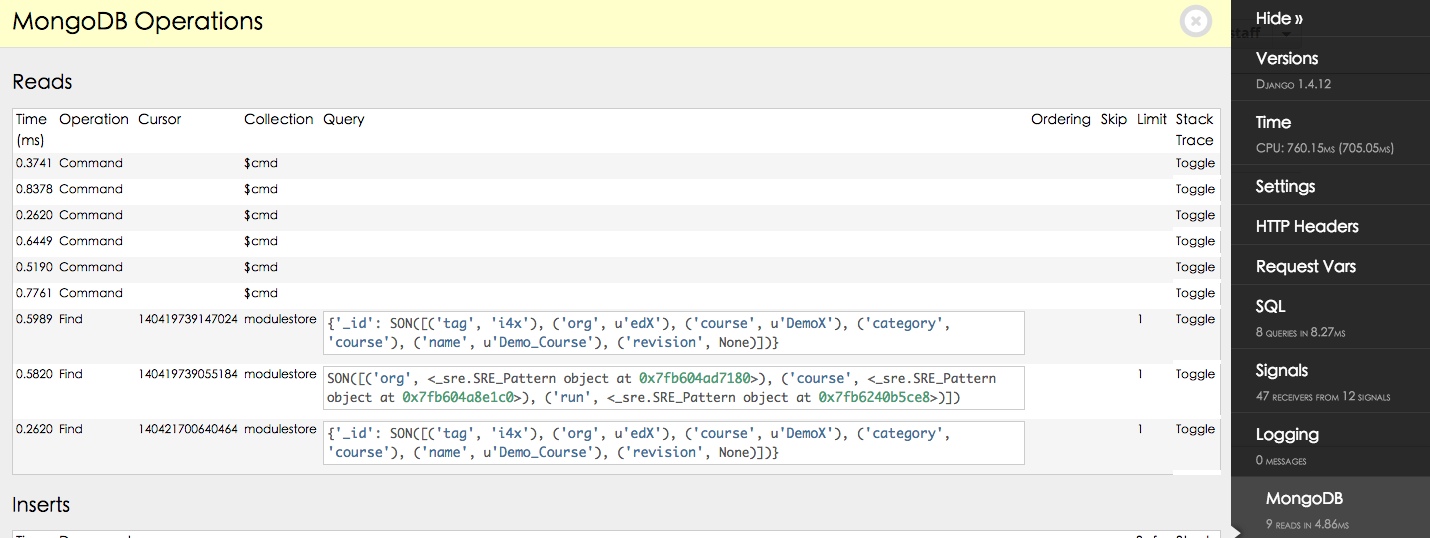 MongoDB Operations
Reads
Time (ms) Operation Cursor Collection Query Ordering Skip Limit Stack Trace
0.3741 Command $cmd Toggle
0.8378 Command $cmd Toggle
0.2620 Command $cmd Toggle
0.6449 Command $cmd Toggle
0.5190 Command $cmd Toggle
0.7761 Command $cmd Toggle
0.5989 Find 140419739147024 modulestore {'_id': SON([('tag', 'i4x'), ('org', u'edX'), ('course', u'DemoX'), ('category', 1 Toggle
'course'), ('name', u'Demo_Course'), ('revision', None)])}
0.5820 Find 140419739055184 modulestore SON([('org', <_sre.SRE_Pattern object at 0x7fb604ad7180>), ('course', <_sre.SRE_Pattern 1 Toggle
object at 0x7fb604a8e1c0>), ('run', <_sre.SRE_Pattern object at 0x7fb6240b5ce8>)])
0.2620 Find 140421700640464 modulestore {'_id': SON([('tag', 'i4x'), ('org', u'edX'), ('course', u'DemoX'), ('category', 1 Toggle
'course'), ('name', u'Demo_Course'), ('revision', None)])}
Inserts
Hide »
staff
Versions
Django 1.4.12
Time
CPU: 760.15ms (705.05ms)
Settings
HTTP Headers
Request Vars
SQL
8 queries in 8.27ms
Signals
47 receivers from 12 signals
Logging
0 messages
MongoDB
9 reads in 4.86ms